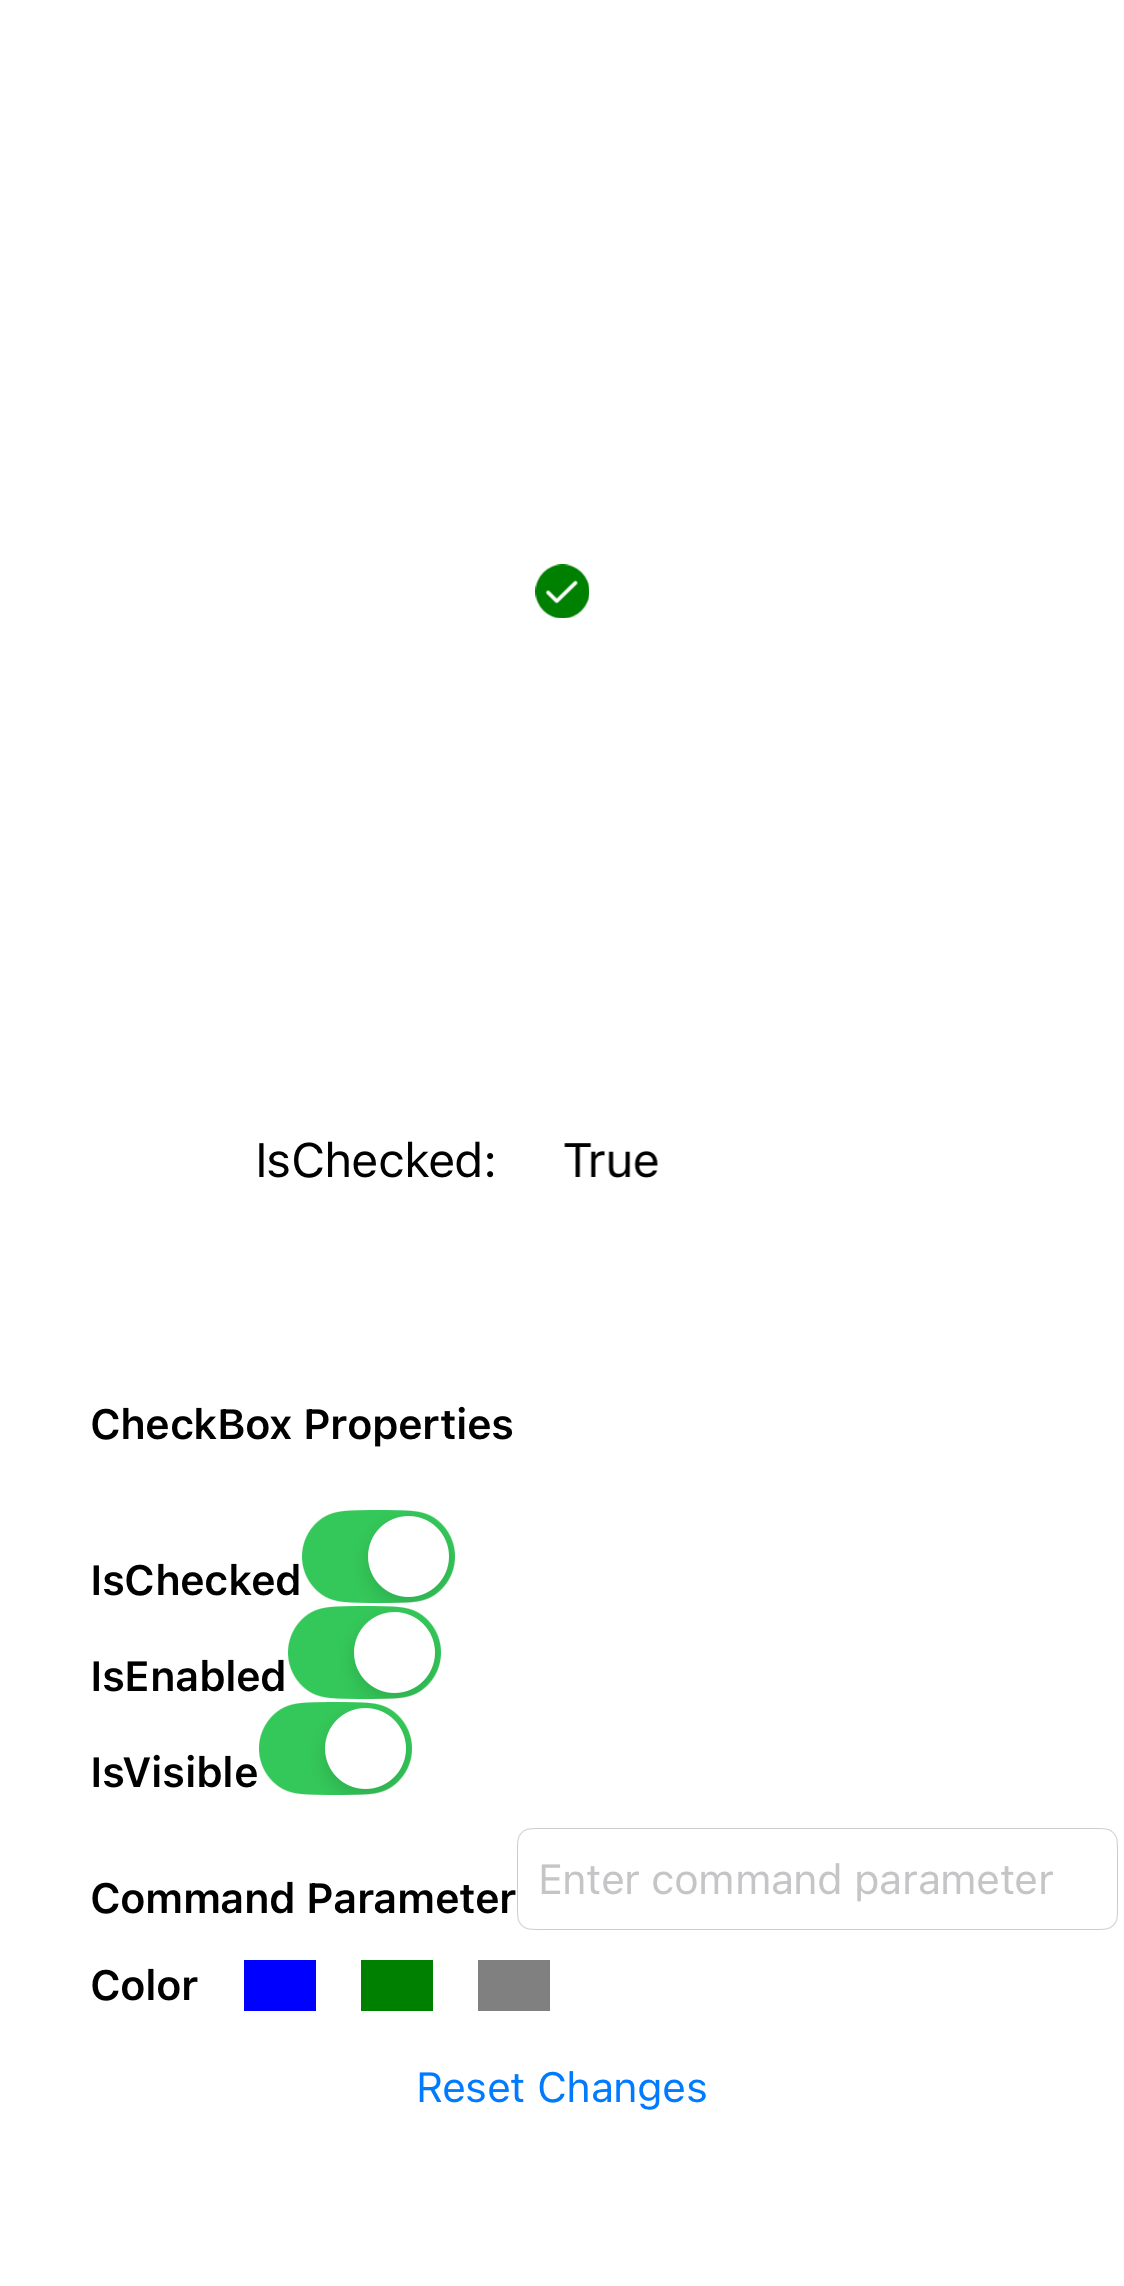 IsChecked: True
CheckBox Properties
IsChecked
IsEnabled
IsVisible
Command Parameter Enter command parameter
Color
Reset Changes